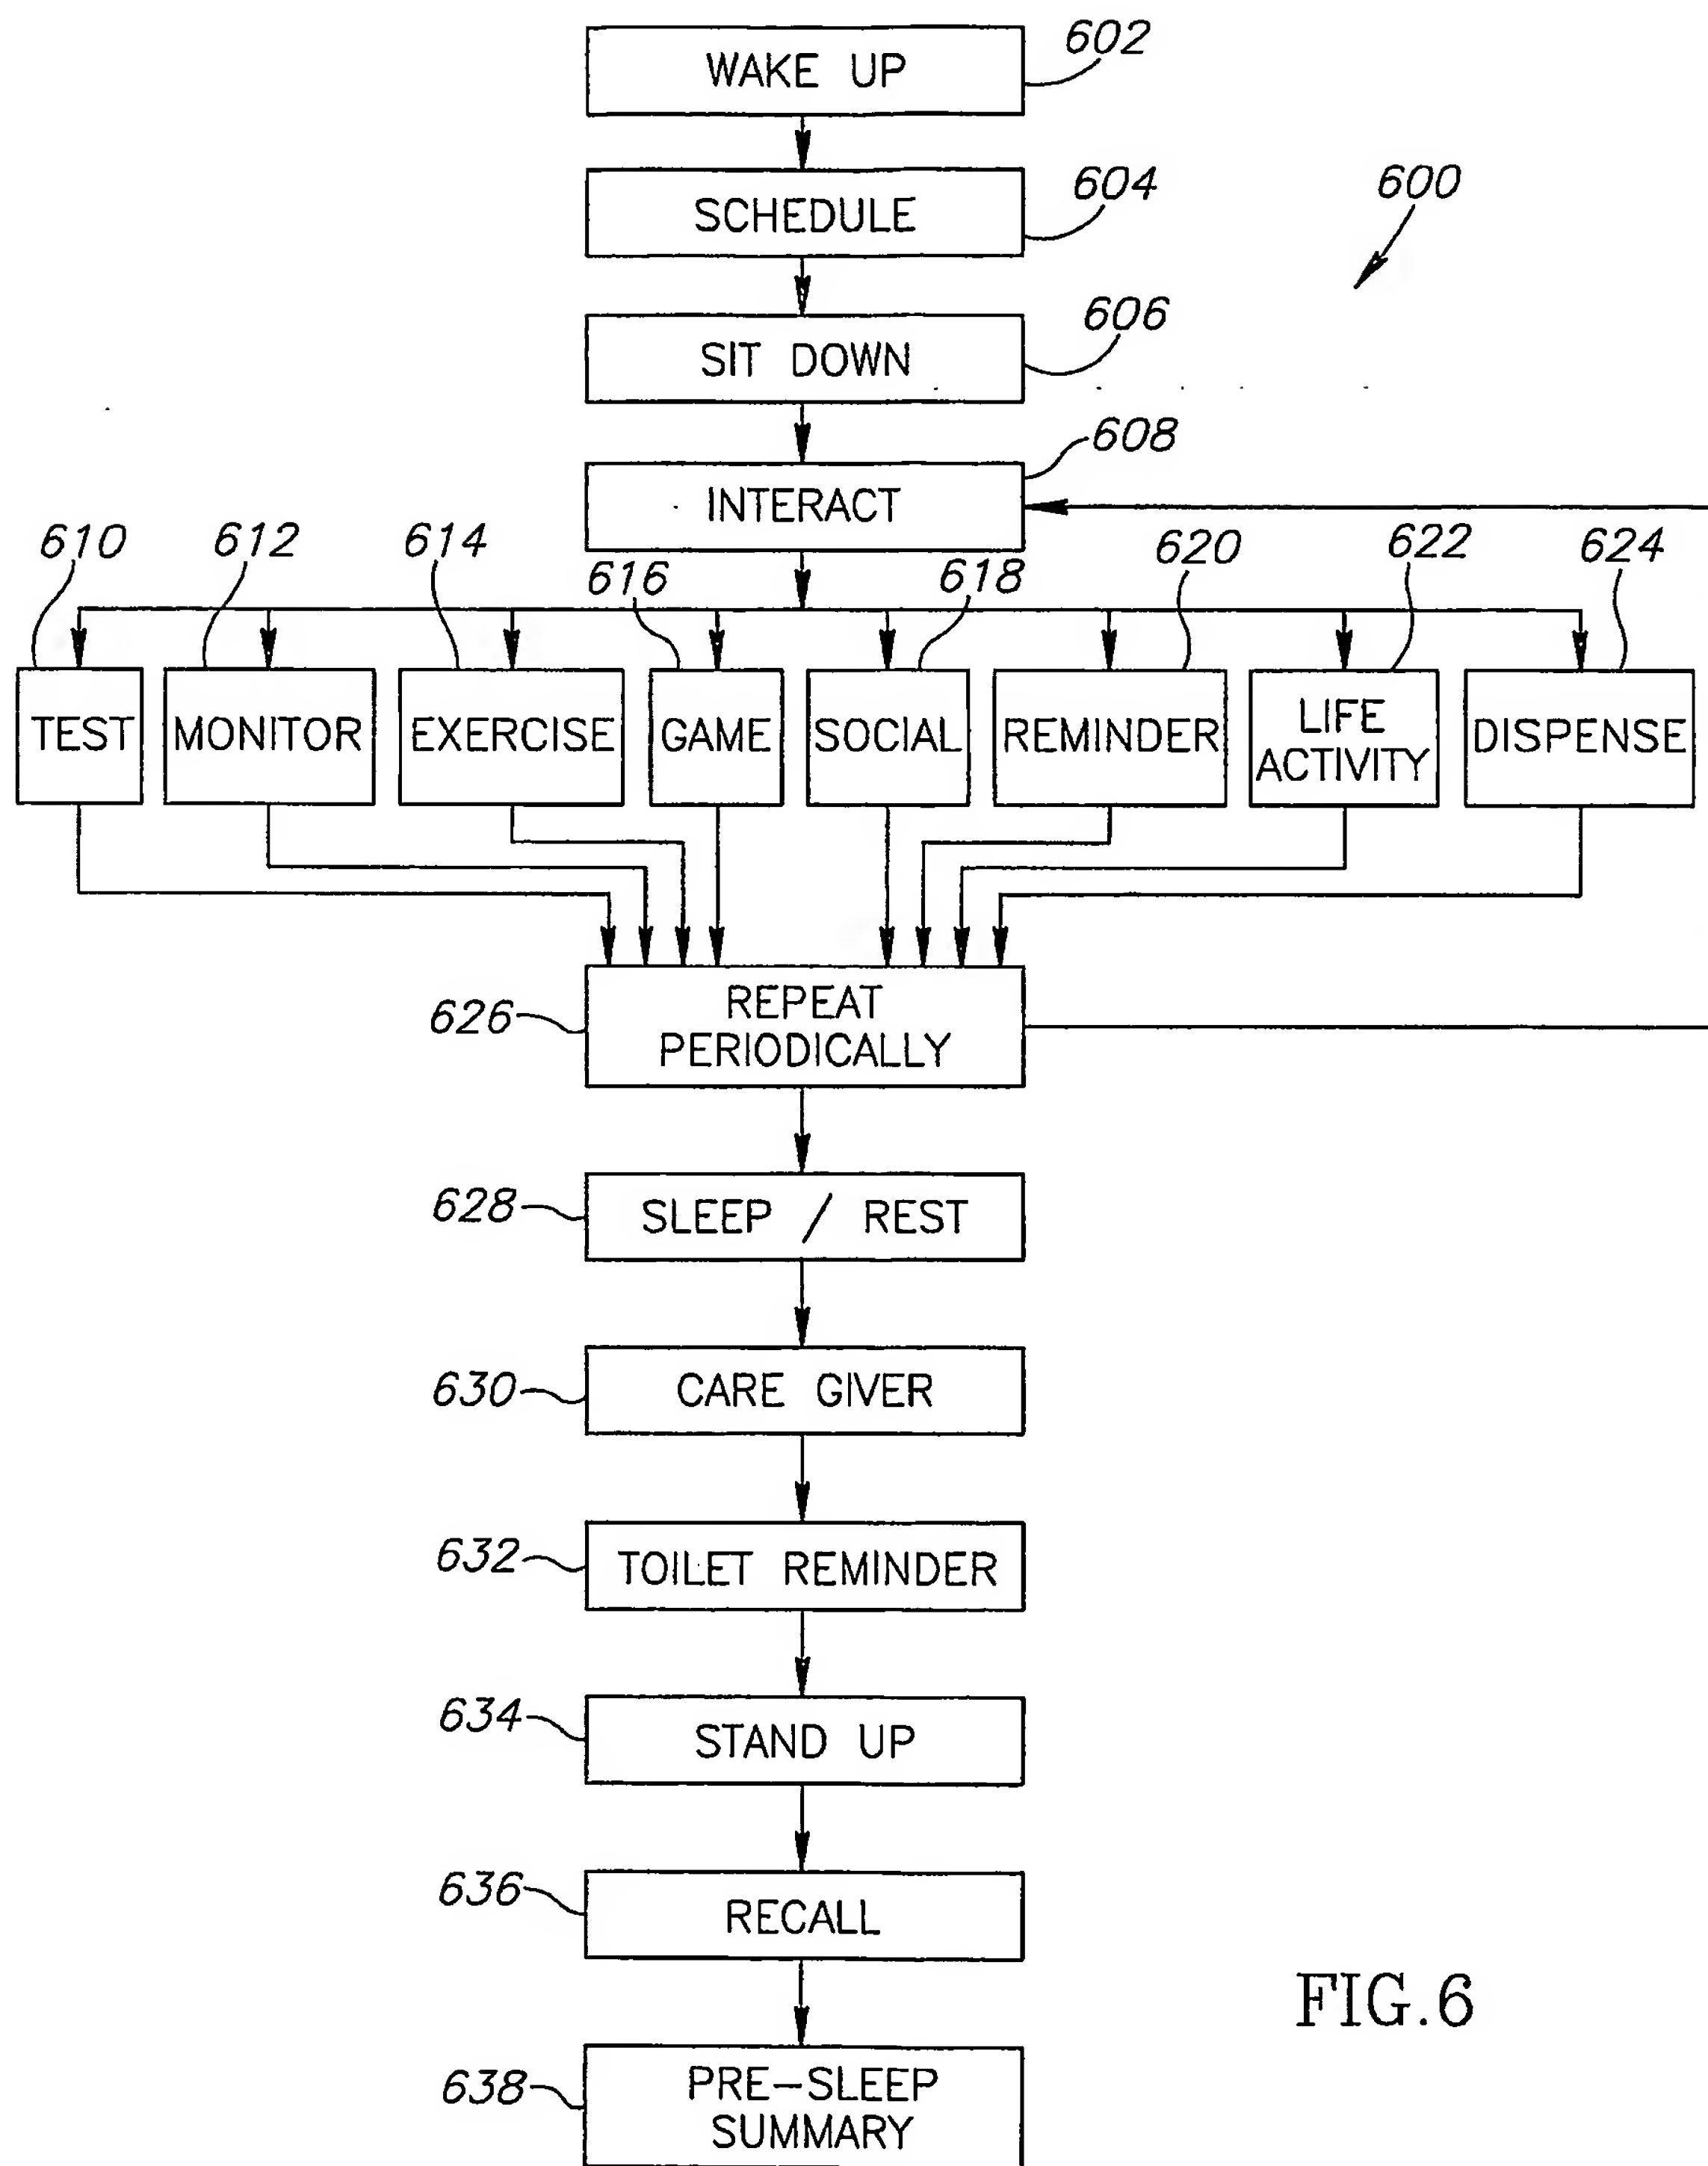 602
WAKE UP
604
SCHEDULE
600
606
SIT DOWN
608
INTERACT
610
612
614
616
618
620
622
624
TEST
MONITOR
EXERCISE
GAME
SOCIAL
REMINDER
LIFE
ACTIVITY
DISPENSE
626
REPEAT
PERIODICALLY
628
SLEEP / REST
630
CARE GIVER
632
TOILET REMINDER
634
STAND UP
636
RECALL
FIG.6
638
PRE-SLEEP
SUMMARY